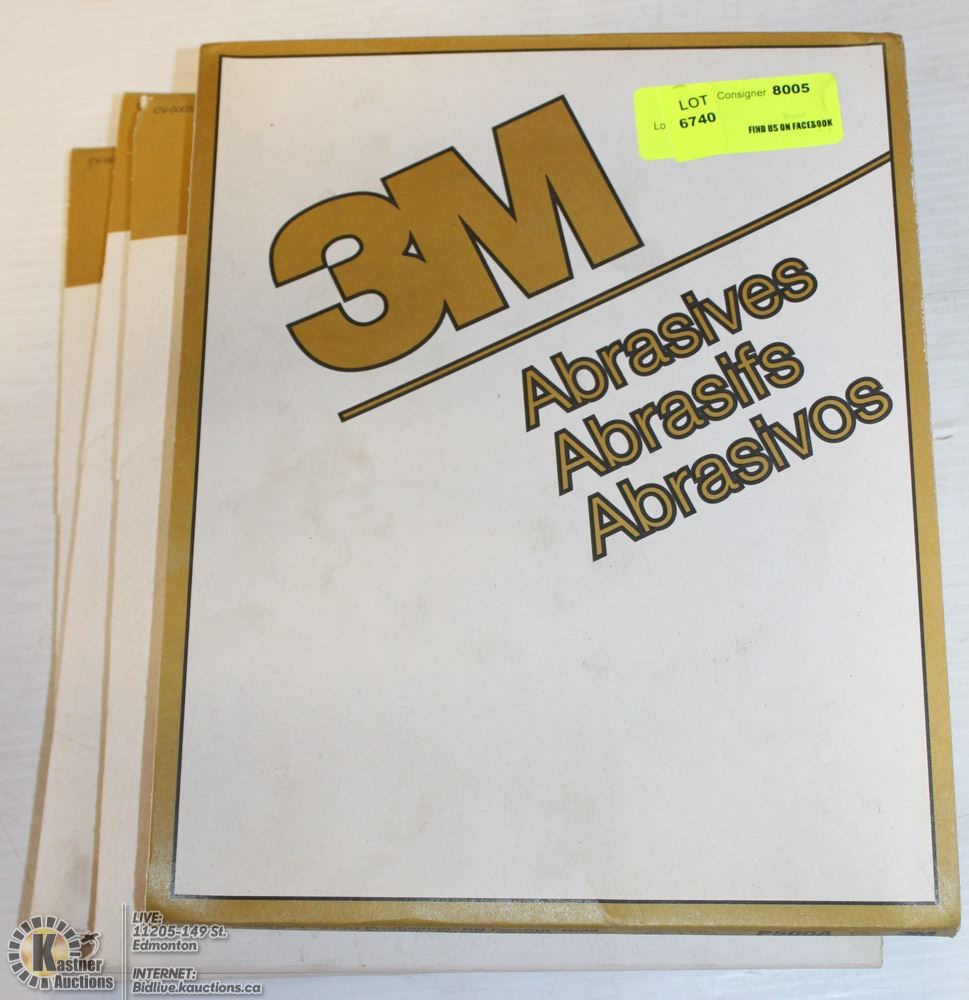 LOT Consigner 8005
Lo 6740
FIND US ON FACEBOOK
3M
Abrasives
Abrasifs
Abrasivos
Kastner
Auctions
LIVE:
11205-149 St.
Edmonton
INTERNET:
Bidlive.kauctions.ca